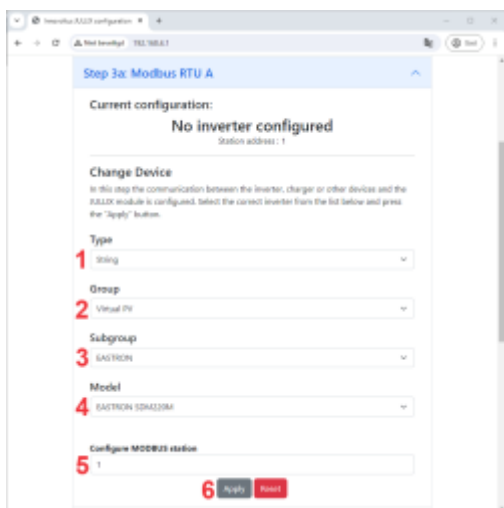 Step 3a: Modbus RTU A
Current configuration:
No inverter configured
Station address: 1
Change Device
In this step the communication between the inverter, charger or other devices and the
module is configured. Select the correct inverter from the list below and press
the "Apply" button.
Type
1 String
Group
2 Virtual PV
Subgroup
3 EASTRON
Model
4 EASTRON SDM220M
Configure MODBUS station
5 1
6 Apply Reset